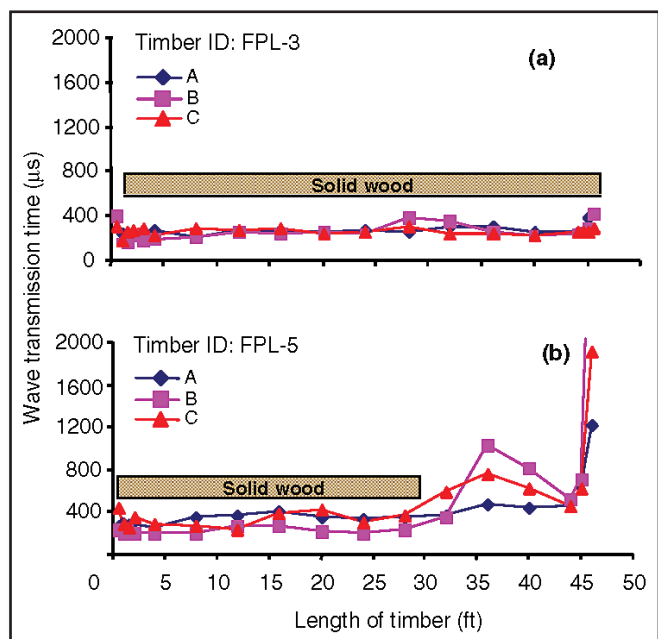 2000
1600
1200
800
400
0
Timber ID: FPL-3
(a)
A
B
C
Solid wood
Wave transmission time (μs)
2000
1600
1200
800
400
Timber ID: FPL-5
(b)
A
B
C
Solid wood
0 5 10 15 20 25 30 35 40 45 50
Length of timber (ft)